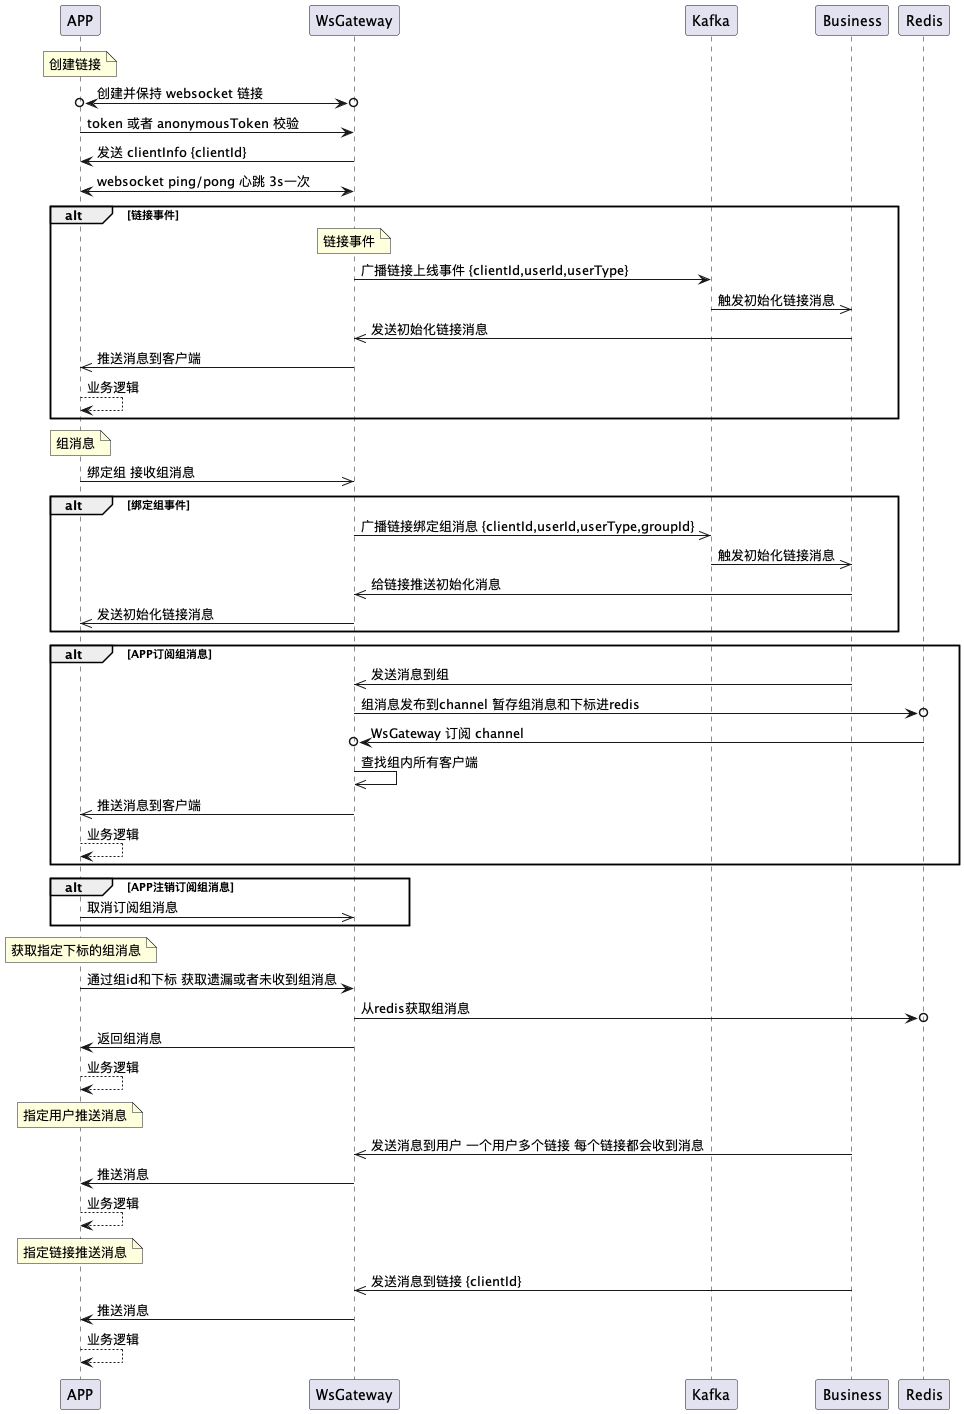 APP WsGateway Kafka Business Redis
创建链接
创建并保持 websocket 链接
token 或者 anonymousToken 校验
发送 clientInfo {clientId}
websocket ping/pong 心跳 3s一次
alt [链接事件]
链接事件
广播链接上线事件 {clientId,userId,userType}
触发初始化链接消息
发送初始化链接消息
推送消息到客户端
业务逻辑
组消息
绑定组 接收组消息
alt [绑定组事件]
广播链接绑定组消息 {clientId,userId,userType,groupId}
触发初始化链接消息
给链接推送初始化消息
发送初始化链接消息
alt [APP订阅组消息]
发送消息到组
组消息发布到channel 暂存组消息和下标进redis
WsGateway 订阅 channel
查找组内所有客户端
推送消息到客户端
业务逻辑
alt [APP注销订阅组消息]
取消订阅组消息
获取指定下标的组消息
通过组id和下标 获取遗漏或者未收到组消息
从redis获取组消息
返回组消息
业务逻辑
指定用户推送消息
发送消息到用户 一个用户多个链接 每个链接都会收到消息
推送消息
业务逻辑
指定链接推送消息
发送消息到链接 {clientId}
推送消息
业务逻辑
APP WsGateway Kafka Business Redis